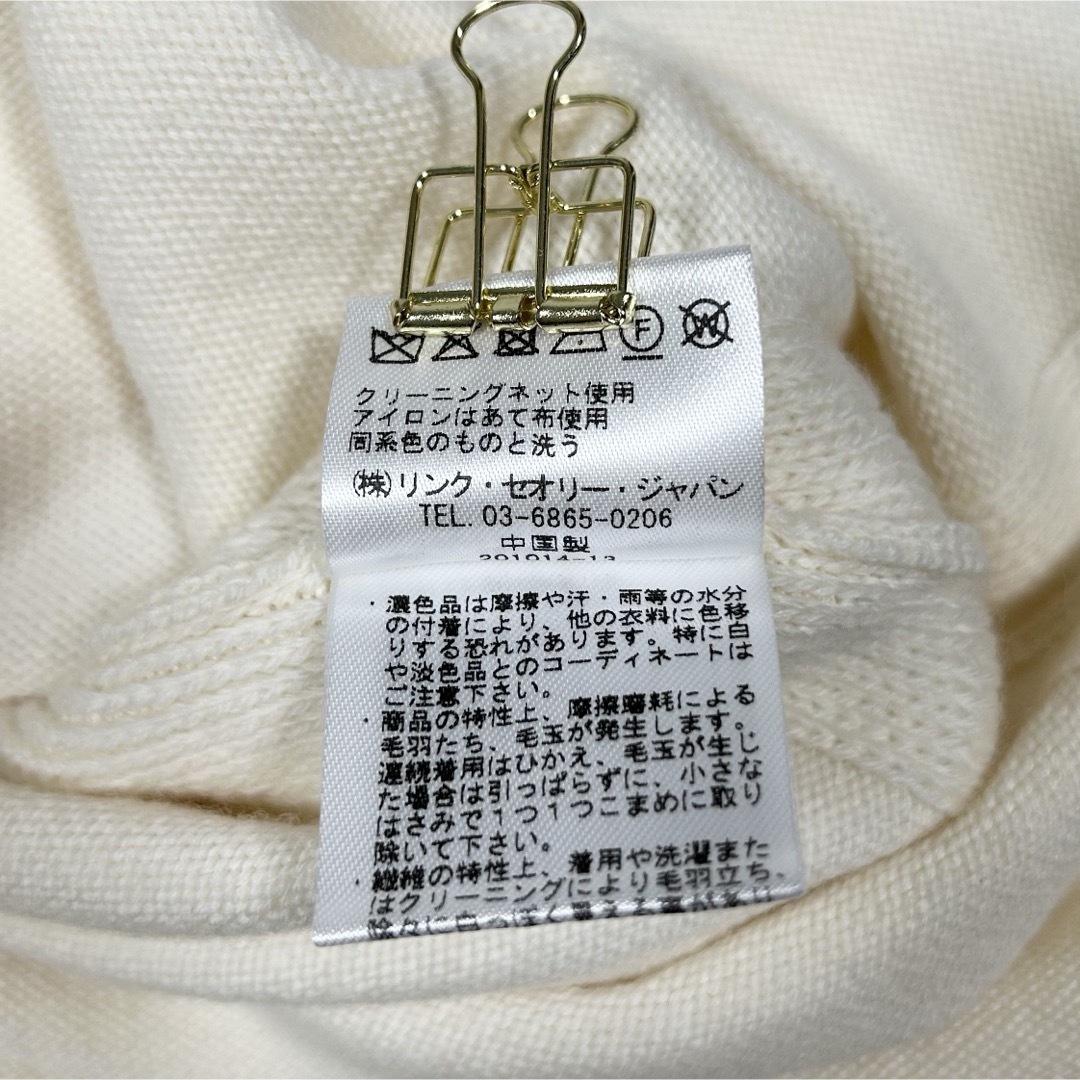 F W
クリーニングネット使用
アイロンはあて布使用
同系色のものと洗う
㈱リンク・セオリー・ジャパン
TEL. 03-6865-0206
中国製
・濃色品は摩擦や汗・雨等の水分
の付着により、他の衣料に色移
りする恐れがあります。特に白
や淡色品とのコーディネートは
ご注意下さい。
・商品の特性上、摩擦磨耗による
毛羽たち、毛玉が発生します。
連続着用はひかえ、毛玉が生じ
た場合は引っぱらずに、小さな
はさみで1つ1つこまめに取り
除いて下さい。
・繊維の特性上、着用や洗濯また
はクリーニングにより毛羽立ち、